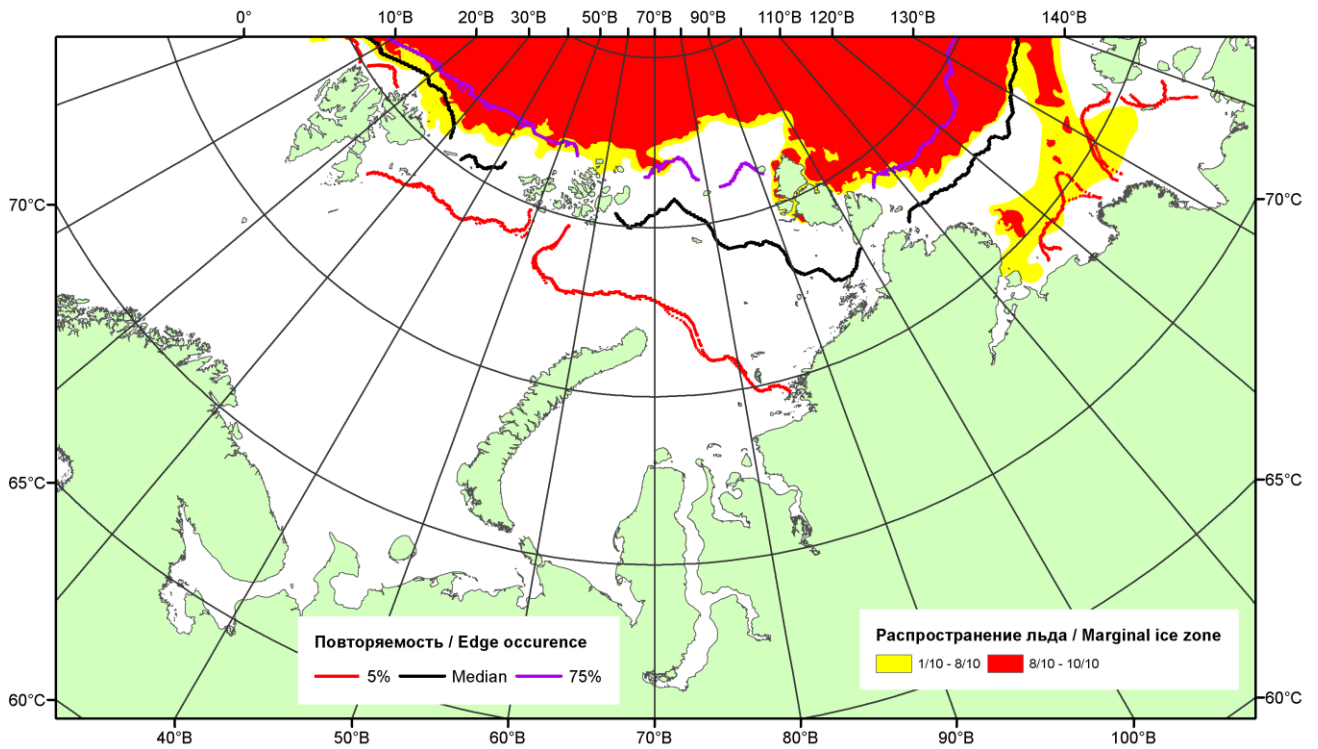 0° 10°В 20°В 30°В 50°В 70°В 90°В 110°В 120°В 130°В 140°В
70°С 70°С
65°С 65°С
60°С 60°С
Повторяемость / Edge occurence
5% Median 75%
Распространение льда / Marginal ice zone
1/10 - 8/10 8/10 - 10/10
40°В 50°В 60°В 70°В 80°В 90°В 100°В